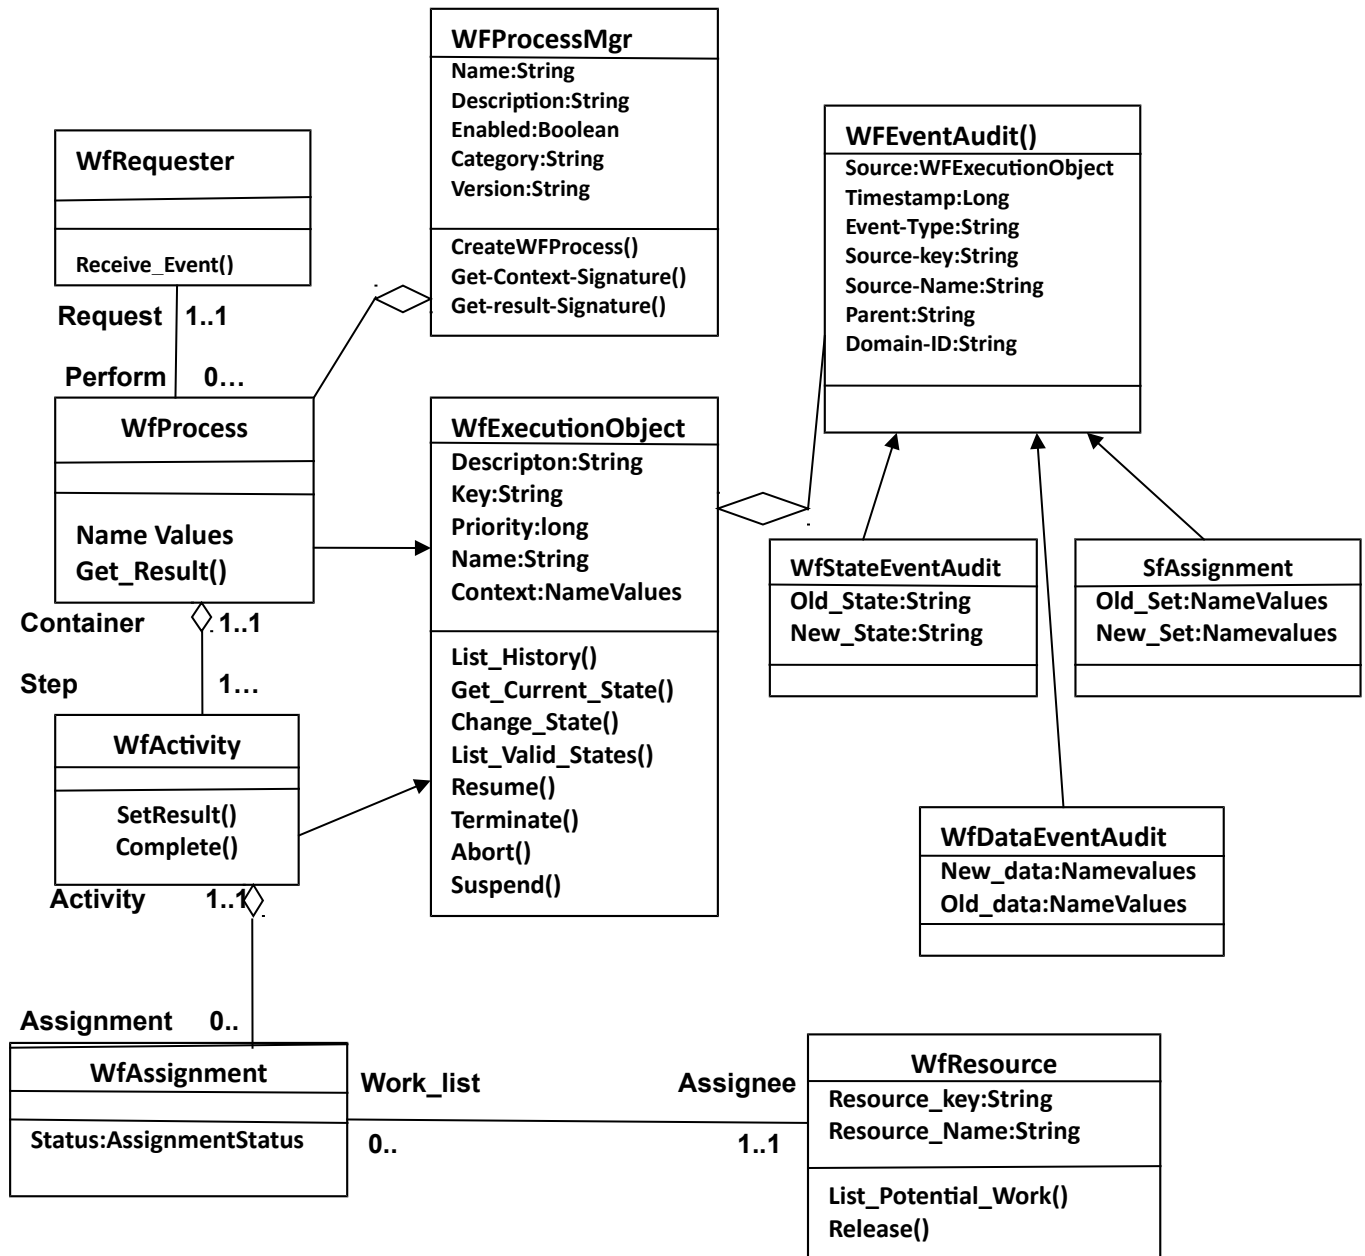 WFProcessMgr
Name:String
Description:String
Enabled:Boolean
Category:String
Version:String
CreateWFProcess()
Get-Context-Signature()
Get-result-Signature()
WfRequester
Receive_Event()
Request 1..1
Perform 0...
WfProcess
Name Values
Get_Result()
Container 1..1
Step 1...
WfActivity
SetResult()
Complete()
Activity 1..1
Assignment 0..
WfAssignment
Status:AssignmentStatus
Work_list
0..
Assignee
1..1
WfResource
Resource_key:String
Resource_Name:String
List_Potential_Work()
Release()
WfExecutionObject
Descripton:String
Key:String
Priority:long
Name:String
Context:NameValues
List_History()
Get_Current_State()
Change_State()
List_Valid_States()
Resume()
Terminate()
Abort()
Suspend()
WFEventAudit()
Source:WFExecutionObject
Timestamp:Long
Event-Type:String
Source-key:String
Source-Name:String
Parent:String
Domain-ID:String
WfStateEventAudit
Old_State:String
New_State:String
SfAssignment
Old_Set:NameValues
New_Set:Namevalues
WfDataEventAudit
New_data:Namevalues
Old_data:NameValues